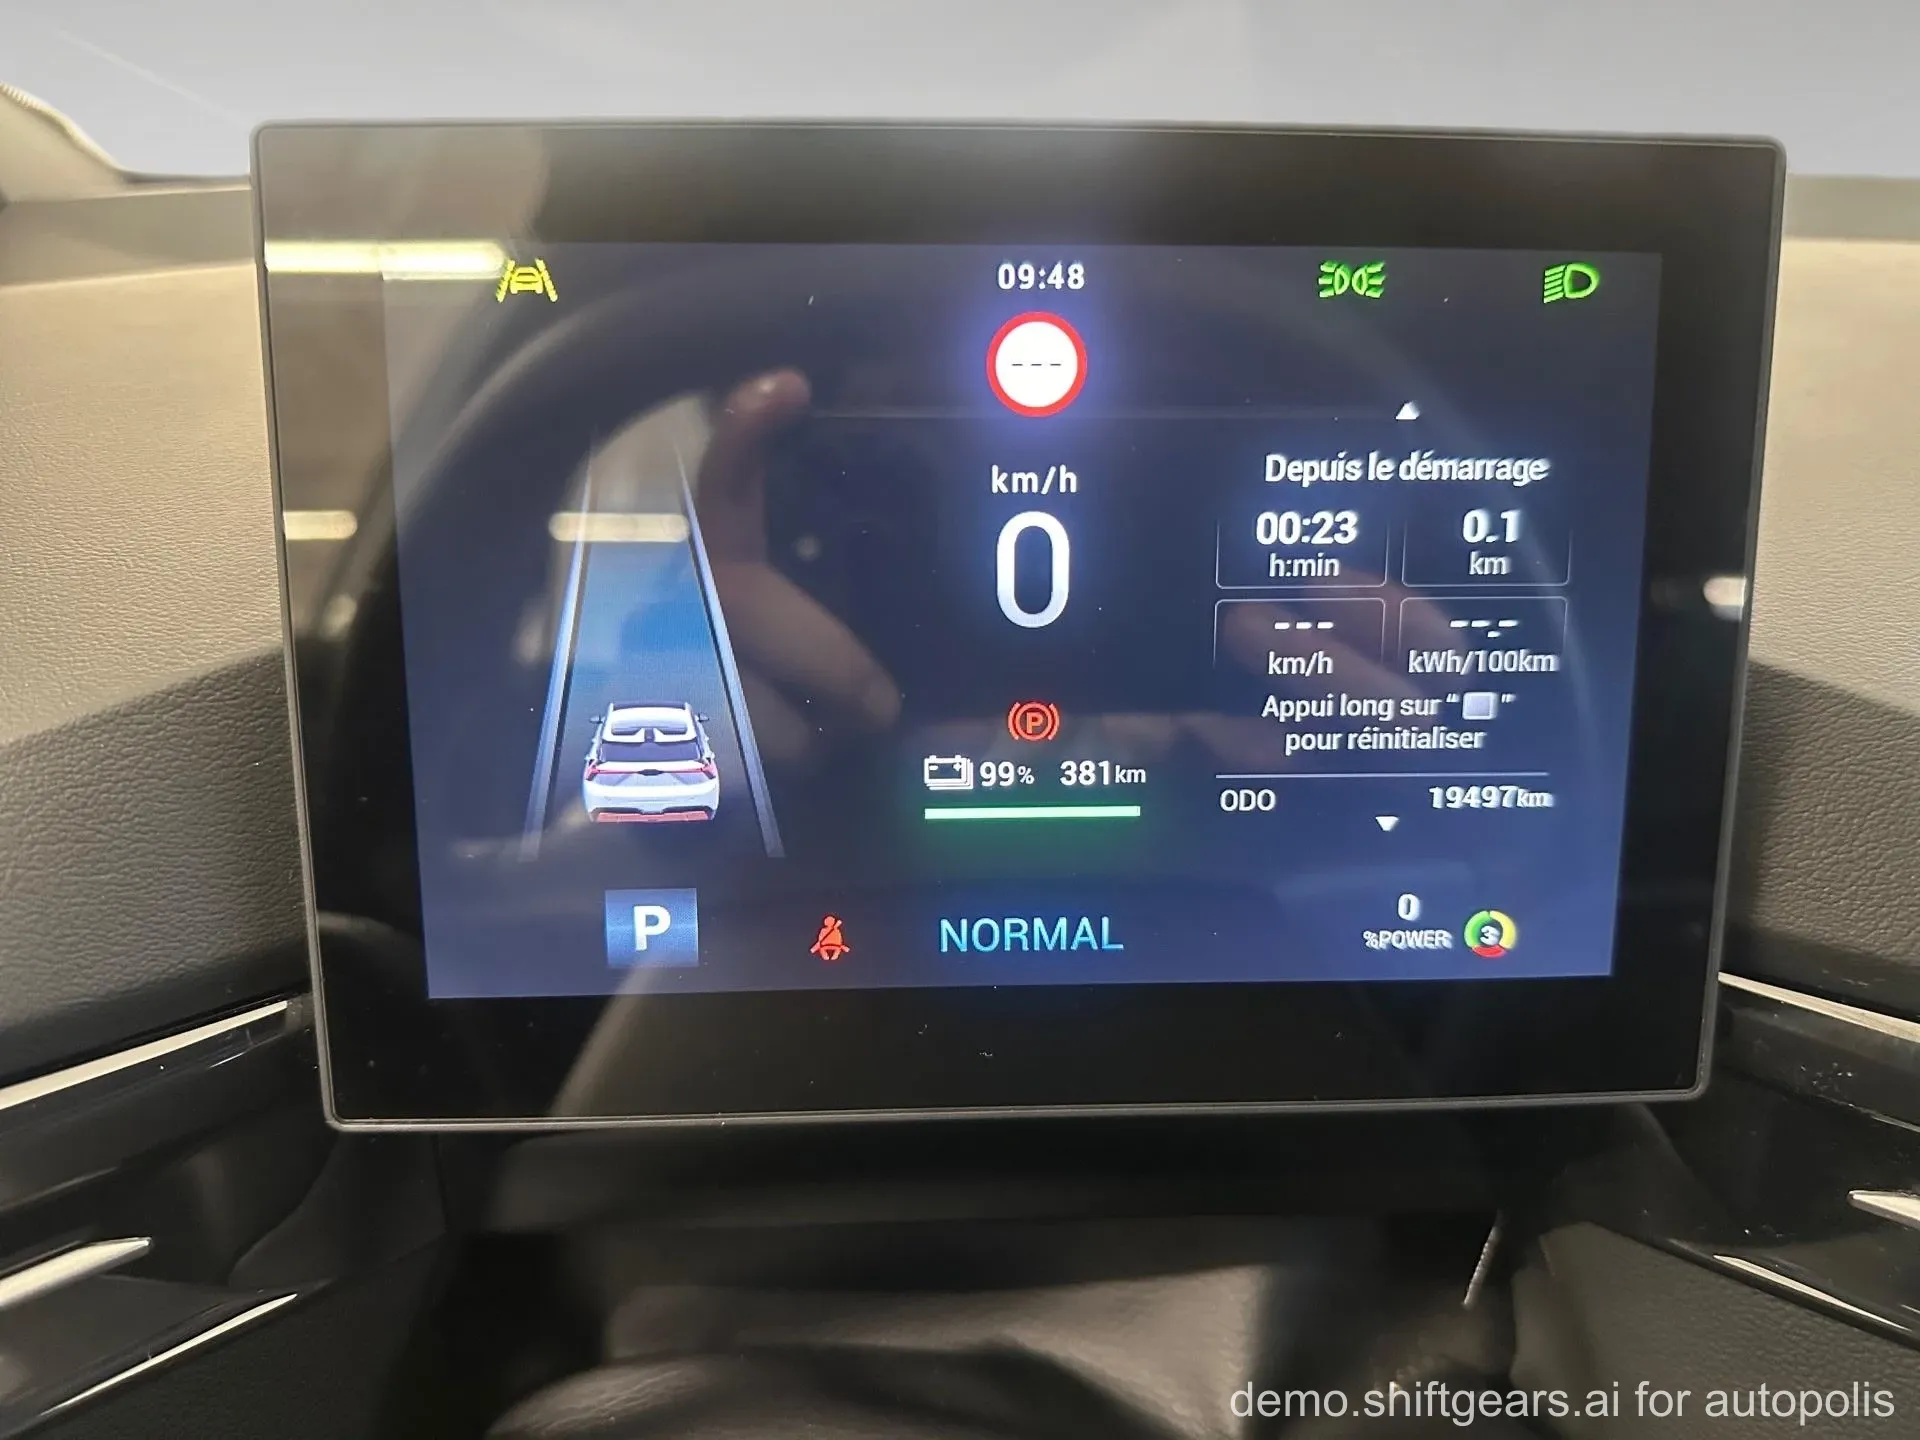 09:48
---
km/h
0
P
99% 381km
Depuis le démarrage
00:23 0.1
h:min km
--- --.-
km/h kWh/100km
Appui long sur “ ”
pour réinitialiser
ODO 19497km
P
NORMAL
0
%POWER
3
demo.shiftgears.ai for autopolis